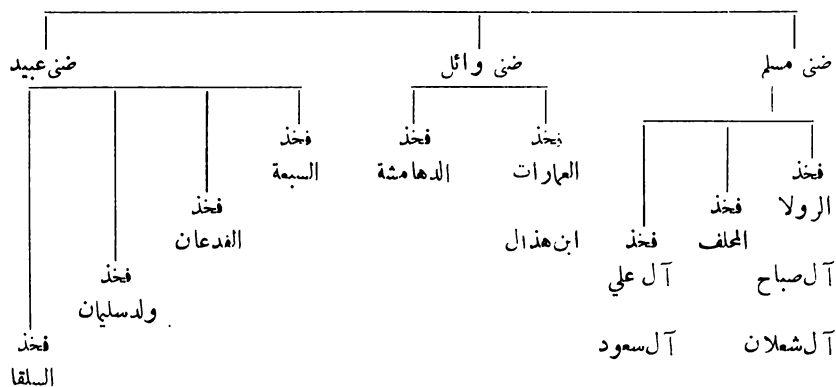 ضنى مسلم
ضنى وائل
ضنى عبيد
فخذ
الرولا
آل صباح
آل شعلان
فخذ
المحلف
فخذ
آل علي
آل سعود
فخذ
العمارات
ابن هذال
فخذ
الدهامشة
فخذ
السبعة
فخذ
الفدعان
فخذ
ولد سليمان
فخذ
السلقا